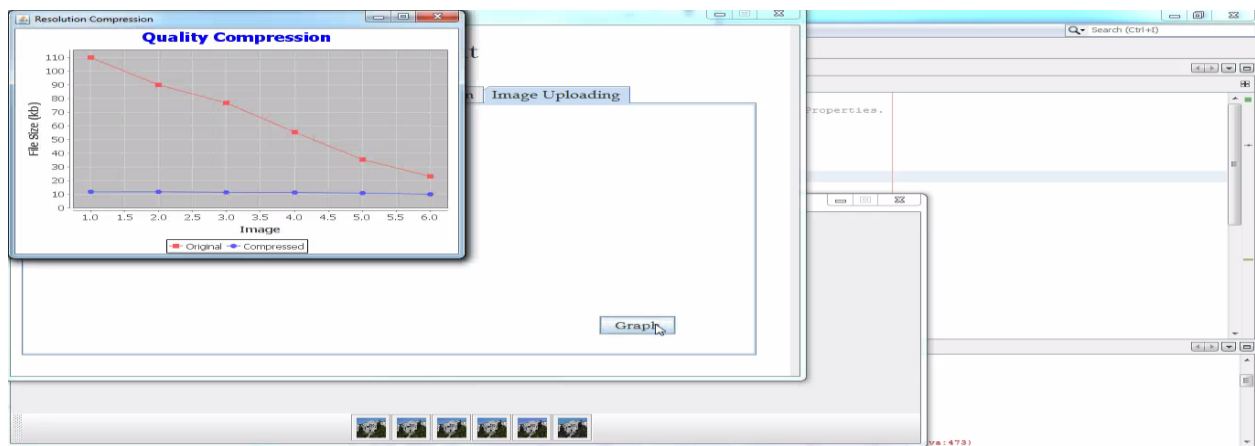 Resolution Compression
Quality Compression
File Size (kb)
110
100
90
80
70
60
50
40
30
20
10
0
1.0 1.5 2.0 2.5 3.0 3.5 4.0 4.5 5.0 5.5 6.0
Image
Original Compressed
t
n Image Uploading
Graph
Search (Ctrl+I)
Properties.
va:473)